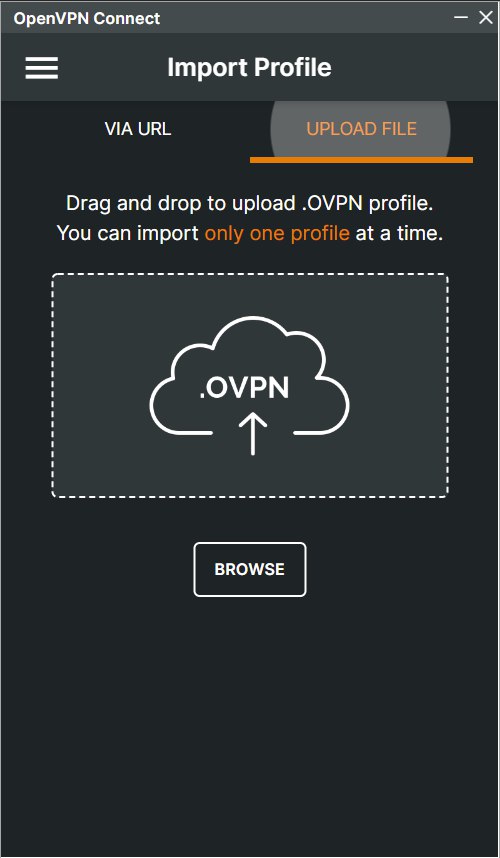 OpenVPN Connect
Import Profile
VIA URL
UPLOAD FILE
Drag and drop to upload .OVPN profile.
You can import only one profile at a time.
.OVPN
BROWSE